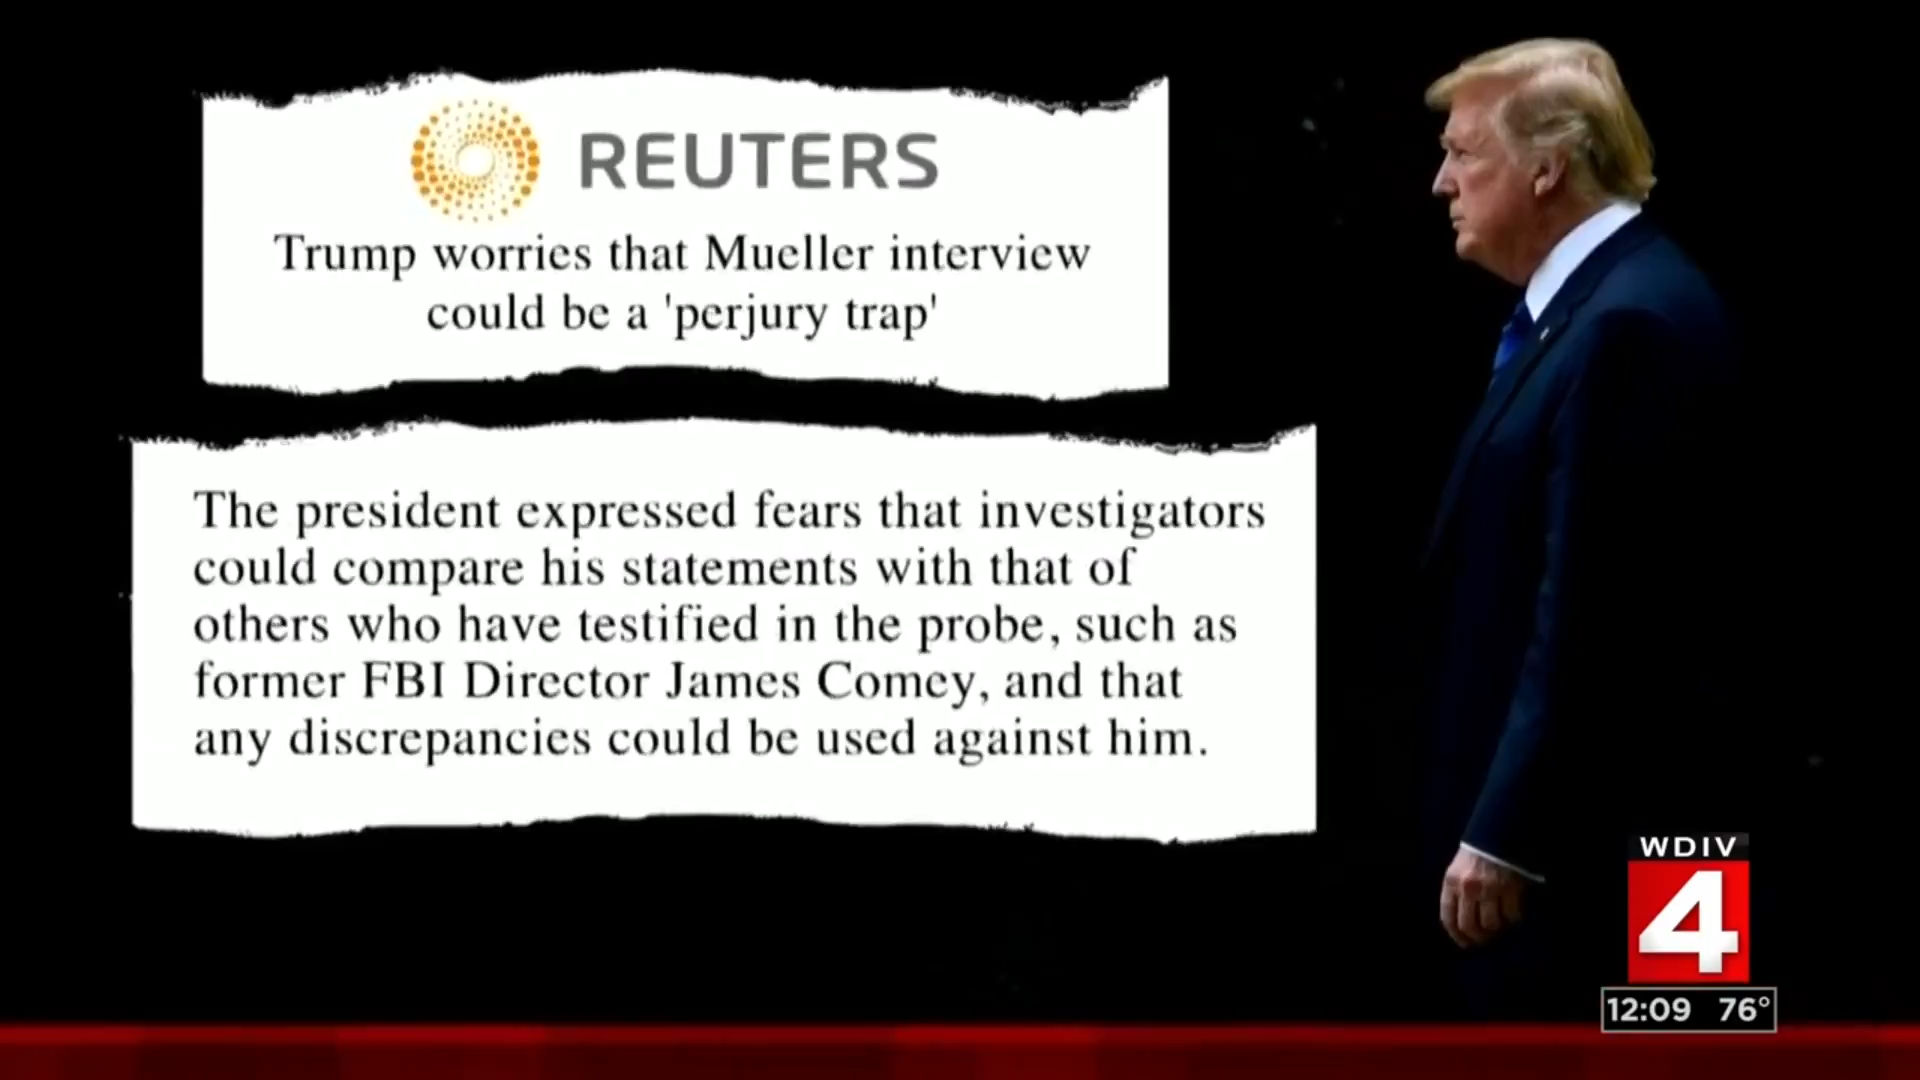 REUTERS
Trump worries that Mueller interview
could be a 'perjury trap'
The president expressed fears that investigators
could compare his statements with that of
others who have testified in the probe, such as
former FBI Director James Comey, and that
any discrepancies could be used against him.
WDIV
4
12:09 76°